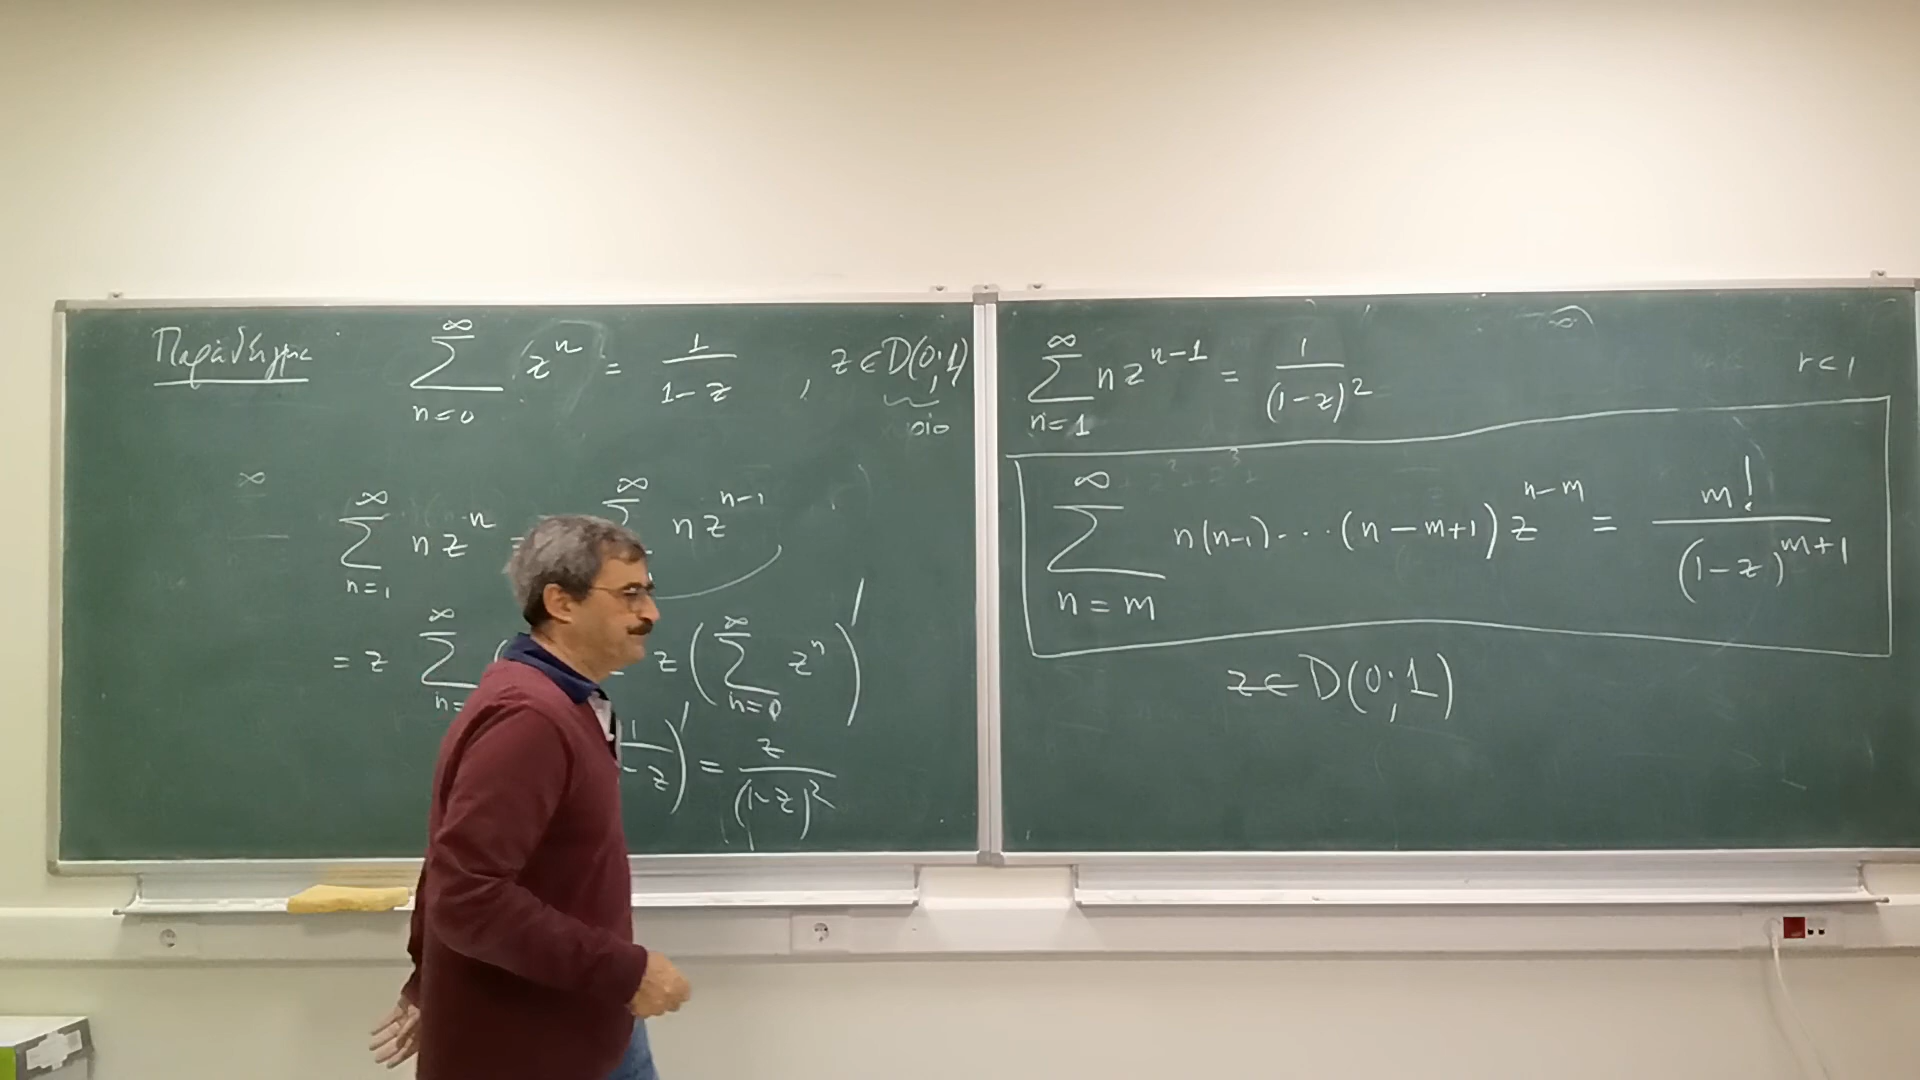 Παράδειγμα ∑_{n=0}^{∞} z^n = 1/(1-z) , z ∈ D(0;1)
∑_{n=1}^{∞} n z^n = ∑ n z^{n-1}
= z ∑ z (∑_{n=0}^{∞} z^n)'
)' = z/(1-z)^2
∑_{n=1}^{∞} n z^{n-1} = 1/(1-z)^2
r<1
∑_{n=m}^{∞} n(n-1)···(n-m+1) z^{n-m} = m!/(1-z)^{m+1}
z ∈ D(0;1)